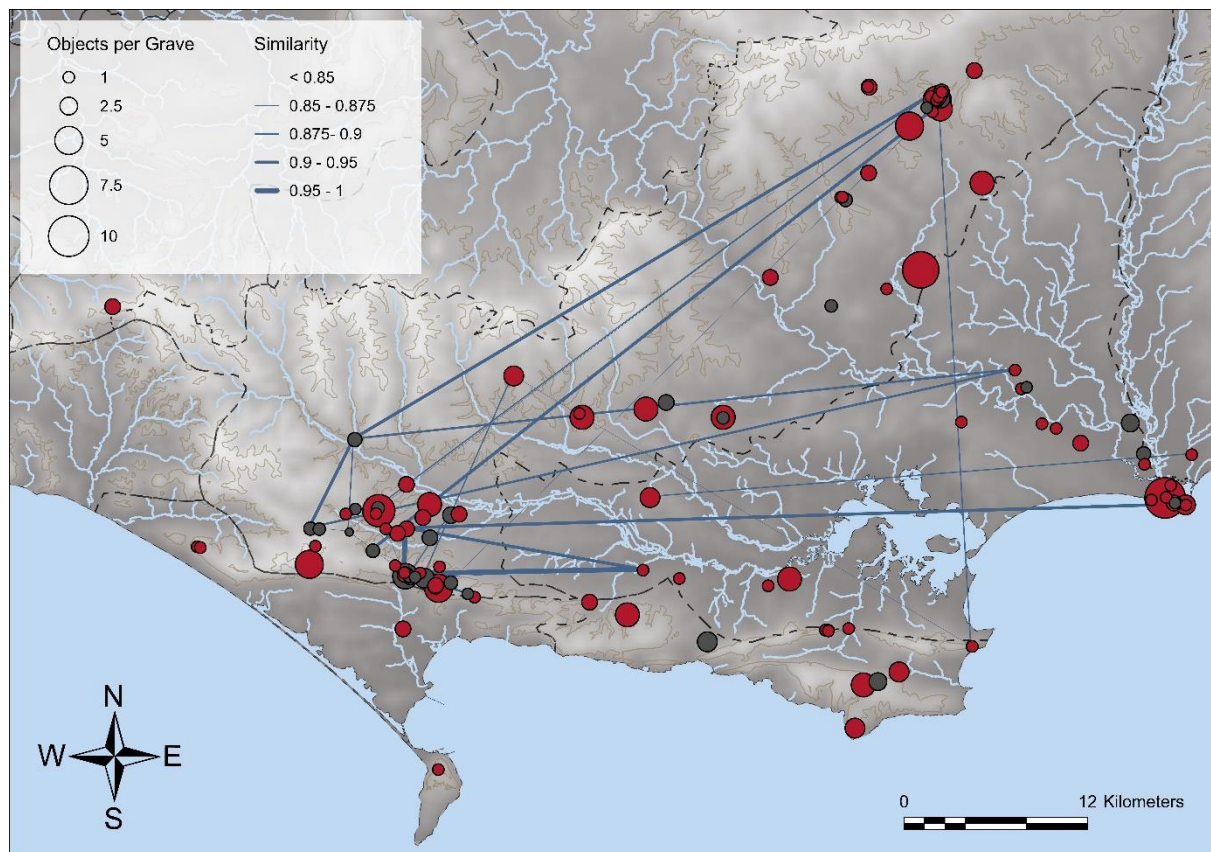 Objects per Grave
1
2.5
5
7.5
10
Similarity
< 0.85
0.85 - 0.875
0.875- 0.9
0.9 - 0.95
0.95 - 1
N
W E
S
0 12 Kilometers